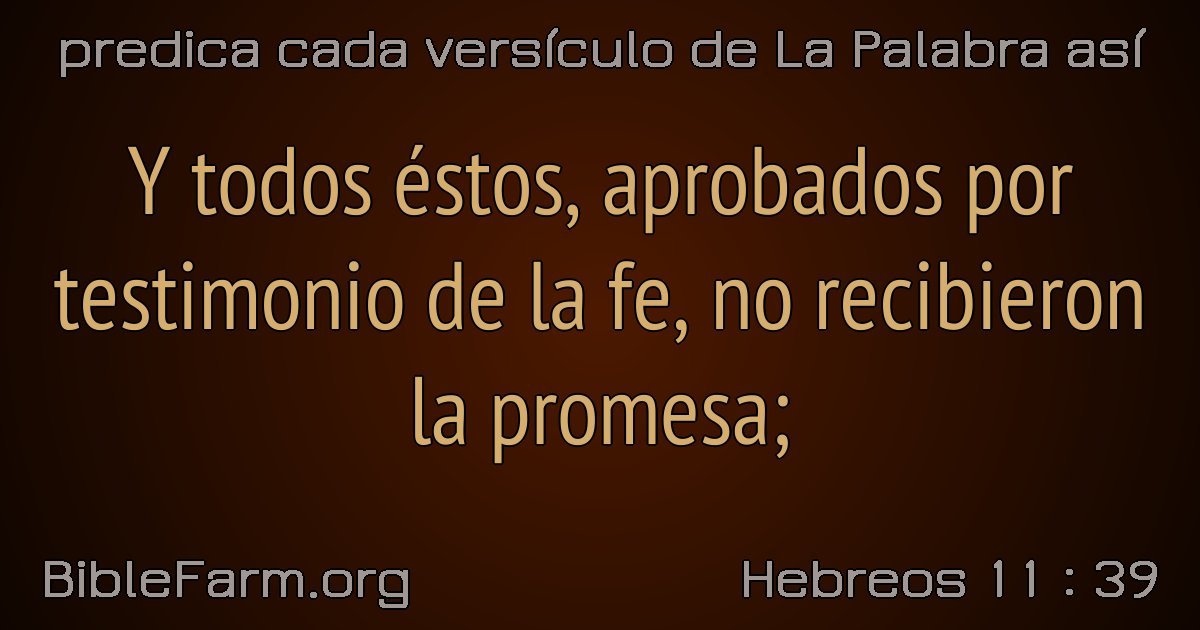 predica cada versículo de La Palabra así
Y todos éstos, aprobados por
testimonio de la fe, no recibieron
la promesa;
BibleFarm.org
Hebreos 11 : 39